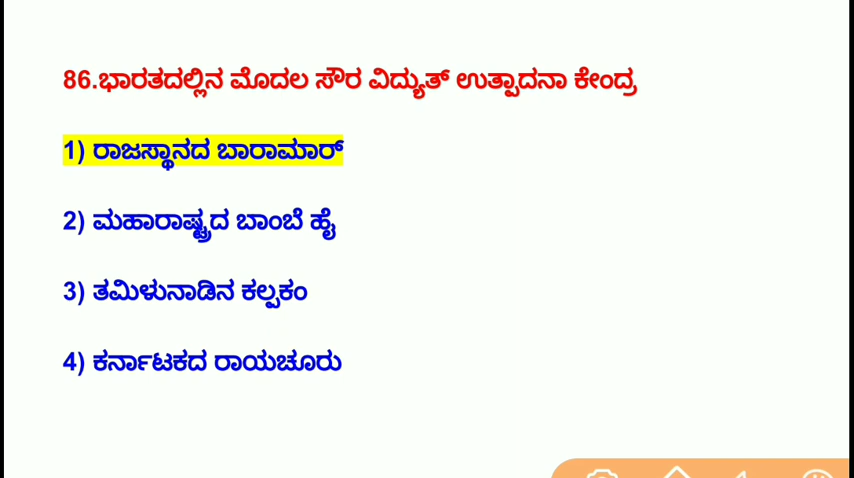 86.ಭಾರತದಲ್ಲಿನ ಮೊದಲ ಸೌರ ವಿದ್ಯುತ್ ಉತ್ಪಾದನಾ ಕೇಂದ್ರ
1) ರಾಜಸ್ಥಾನದ ಬಾರಾಮಾರ್
2) ಮಹಾರಾಷ್ಟ್ರದ ಬಾಂಬೆ ಹೈ
3) ತಮಿಳುನಾಡಿನ ಕಲ್ಪಕಂ
4) ಕರ್ನಾಟಕದ ರಾಯಚೂರು